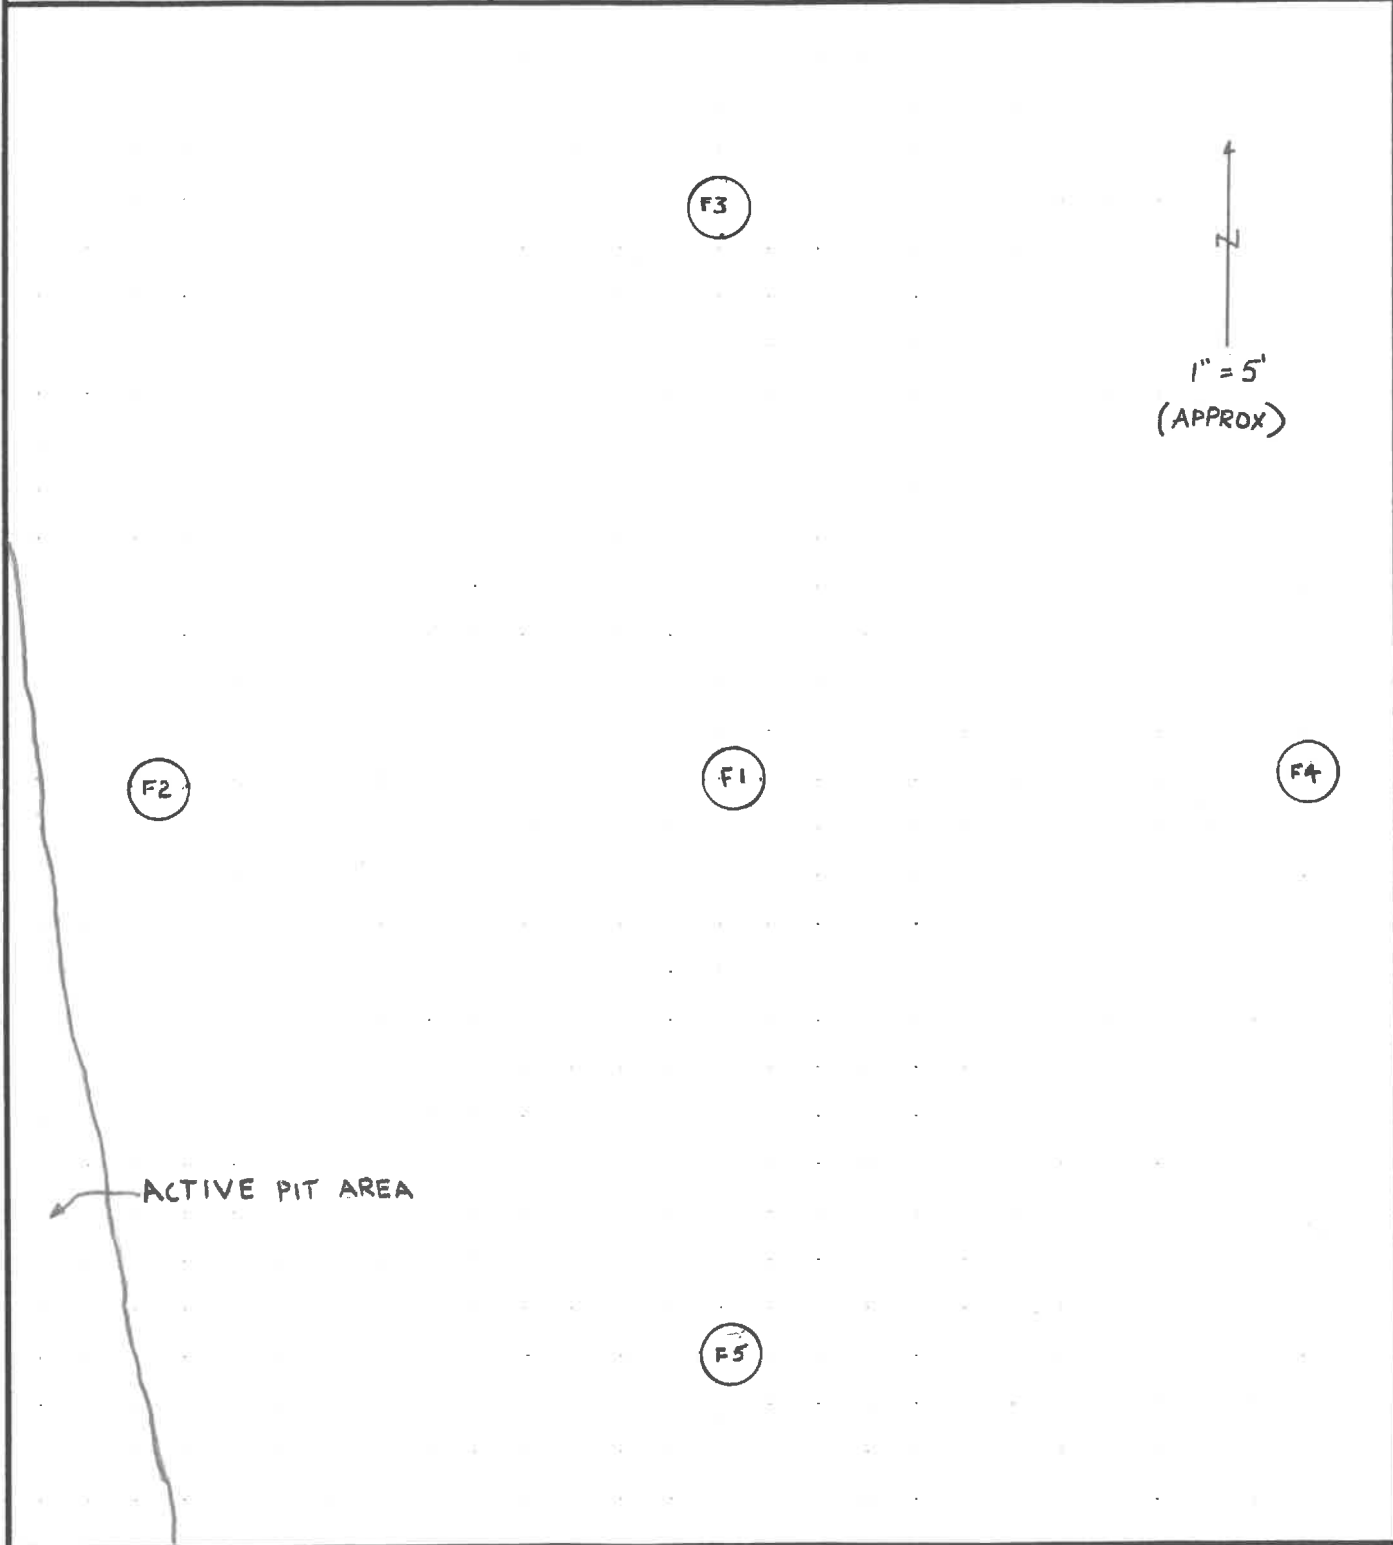 F3
N
1" = 5'
(APPROX)
F2
F1
F4
ACTIVE PIT AREA
F5